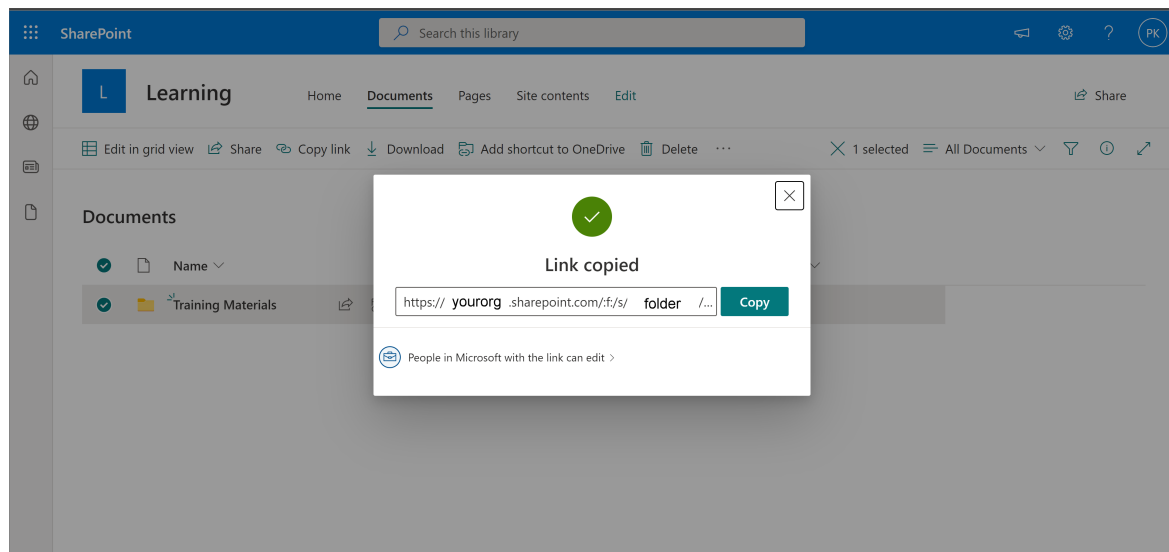 SharePoint
Search this library
?
PK
L
Learning
Home Documents Pages Site contents Edit
Share
Edit in grid view Share Copy link Download Add shortcut to OneDrive Delete ···
1 selected All Documents
Documents
Name
Training Materials
Link copied
https:// yourorg .sharepoint.com/:f:/s/ folder /...
Copy
People in Microsoft with the link can edit >